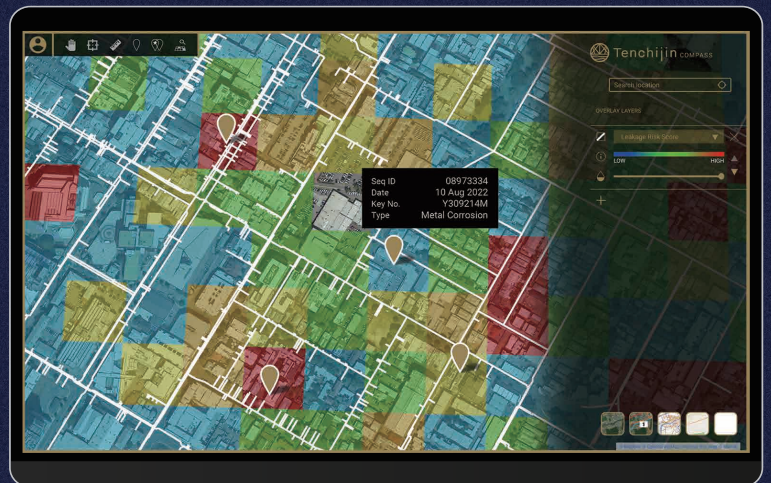 Tenchijin COMPASS
Search location
OVERLAY LAYERS
Leakage Risk Score
LOW HIGH
Seq ID 08973334
Date 10 Aug 2022
Key No. Y309214M
Type Metal Corrosion